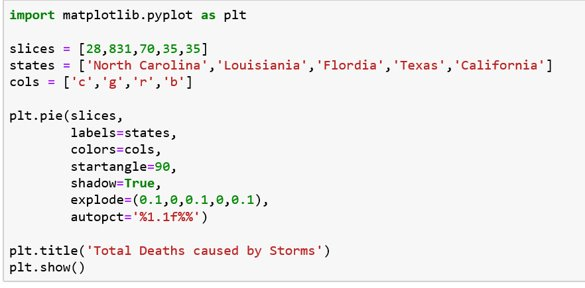 import matplotlib.pyplot as plt
slices = [28,831,70,35,35]
states = ['North Carolina','Louisiania','Flordia','Texas','California']
cols = ['c','g','r','b']
plt.pie(slices,
labels=states,
colors=cols,
startangle=90,
shadow=True,
explode=(0.1,0,0.1,0,0.1),
autopct='%1.1f%%')
plt.title('Total Deaths caused by Storms')
plt.show()